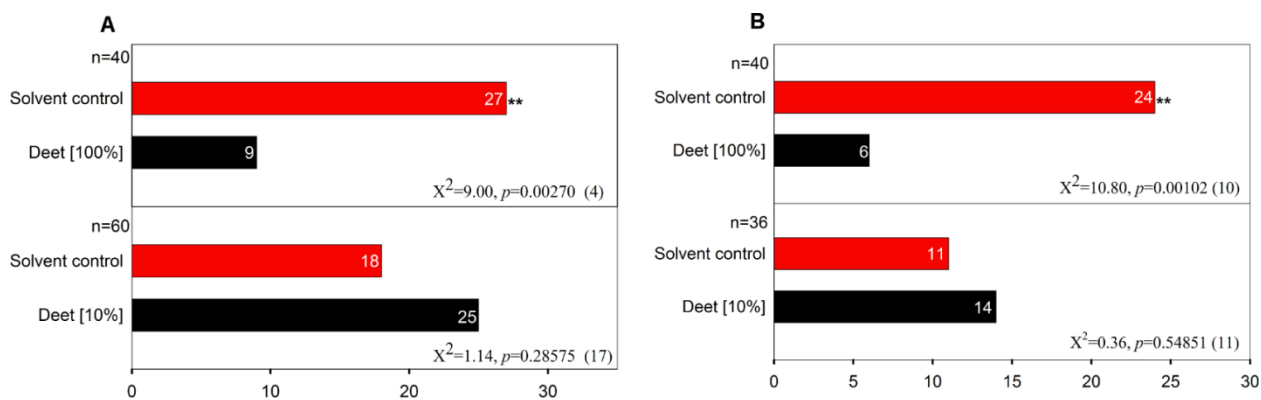 A
n=40
Solvent control
27
**
Deet [100%]
9
X²=9.00, p=0.00270 (4)
n=60
Solvent control
18
Deet [10%]
25
X²=1.14, p=0.28575 (17)
0 10 20 30
B
n=40
Solvent control
24
**
Deet [100%]
6
X²=10.80, p=0.00102 (10)
n=36
Solvent control
11
Deet [10%]
14
X²=0.36, p=0.54851 (11)
0 5 10 15 20 25 30